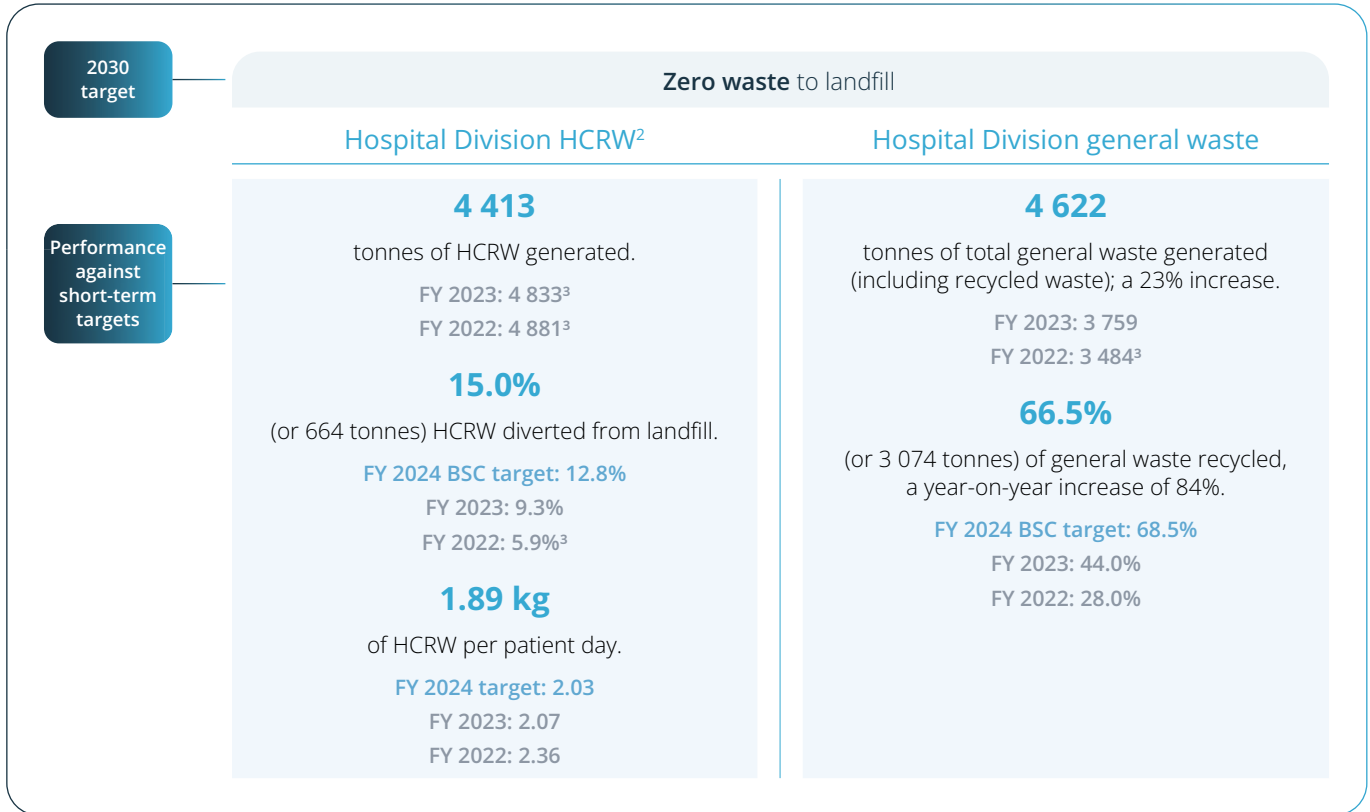 2030
target
Zero waste to landfill
Hospital Division HCRW²
Hospital Division general waste
Performance
against
short-term
targets
4 413
tonnes of HCRW generated.
FY 2023: 4 833³
FY 2022: 4 881³
15.0%
(or 664 tonnes) HCRW diverted from landfill.
FY 2024 BSC target: 12.8%
FY 2023: 9.3%
FY 2022: 5.9%³
1.89 kg
of HCRW per patient day.
FY 2024 target: 2.03
FY 2023: 2.07
FY 2022: 2.36
4 622
tonnes of total general waste generated
(including recycled waste); a 23% increase.
FY 2023: 3 759
FY 2022: 3 484³
66.5%
(or 3 074 tonnes) of general waste recycled,
a year-on-year increase of 84%.
FY 2024 BSC target: 68.5%
FY 2023: 44.0%
FY 2022: 28.0%